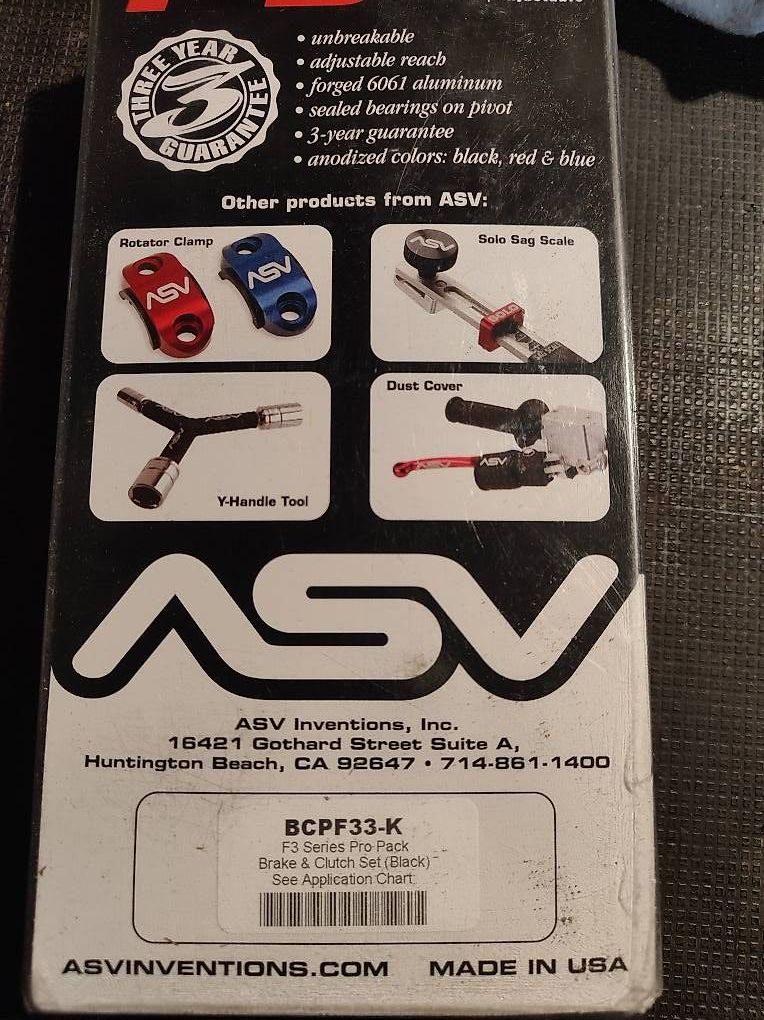 THREE YEAR
3
GUARANTEE
• unbreakable
• adjustable reach
• forged 6061 aluminum
• sealed bearings on pivot
• 3-year guarantee
• anodized colors: black, red & blue
Other products from ASV:
Rotator Clamp
ASV
ASV
Solo Sag Scale
ASV
SOLO
Y-Handle Tool
Dust Cover
ASV
ASV
ASV
ASV Inventions, Inc.
16421 Gothard Street Suite A,
Huntington Beach, CA 92647 • 714-861-1400
BCPF33-K
F3 Series Pro Pack
Brake & Clutch Set (Black)
See Application Chart
ASVINVENTIONS.COM MADE IN USA